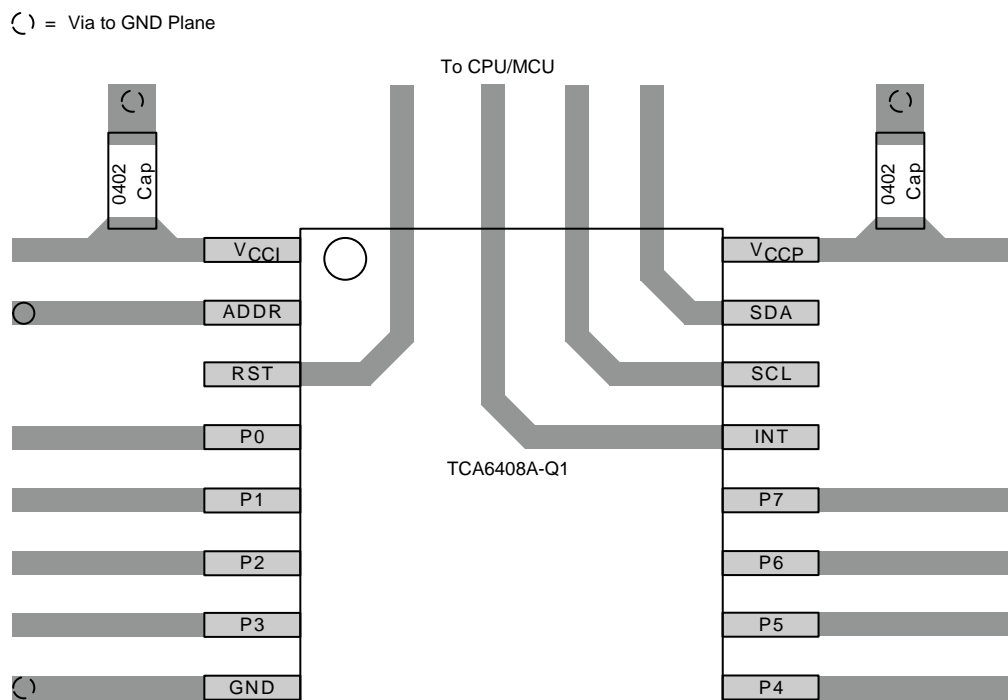 = Via to GND Plane
To CPU/MCU
0402
Cap
0402
Cap
VCCI
VCCP
ADDR
SDA
RST
SCL
P0
INT
TCA6408A-Q1
P1
P7
P2
P6
P3
P5
GND
P4